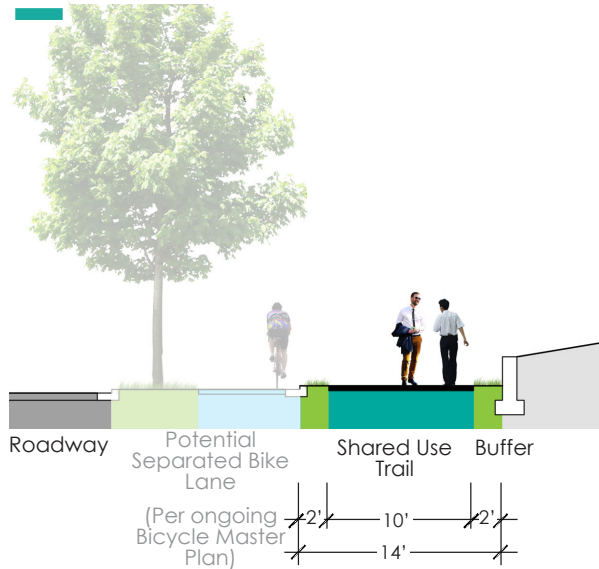 Roadway
Potential
Separated Bike
Lane
(Per ongoing
Bicycle Master
Plan)
Shared Use
Trail
Buffer
2'
10'
2'
14'